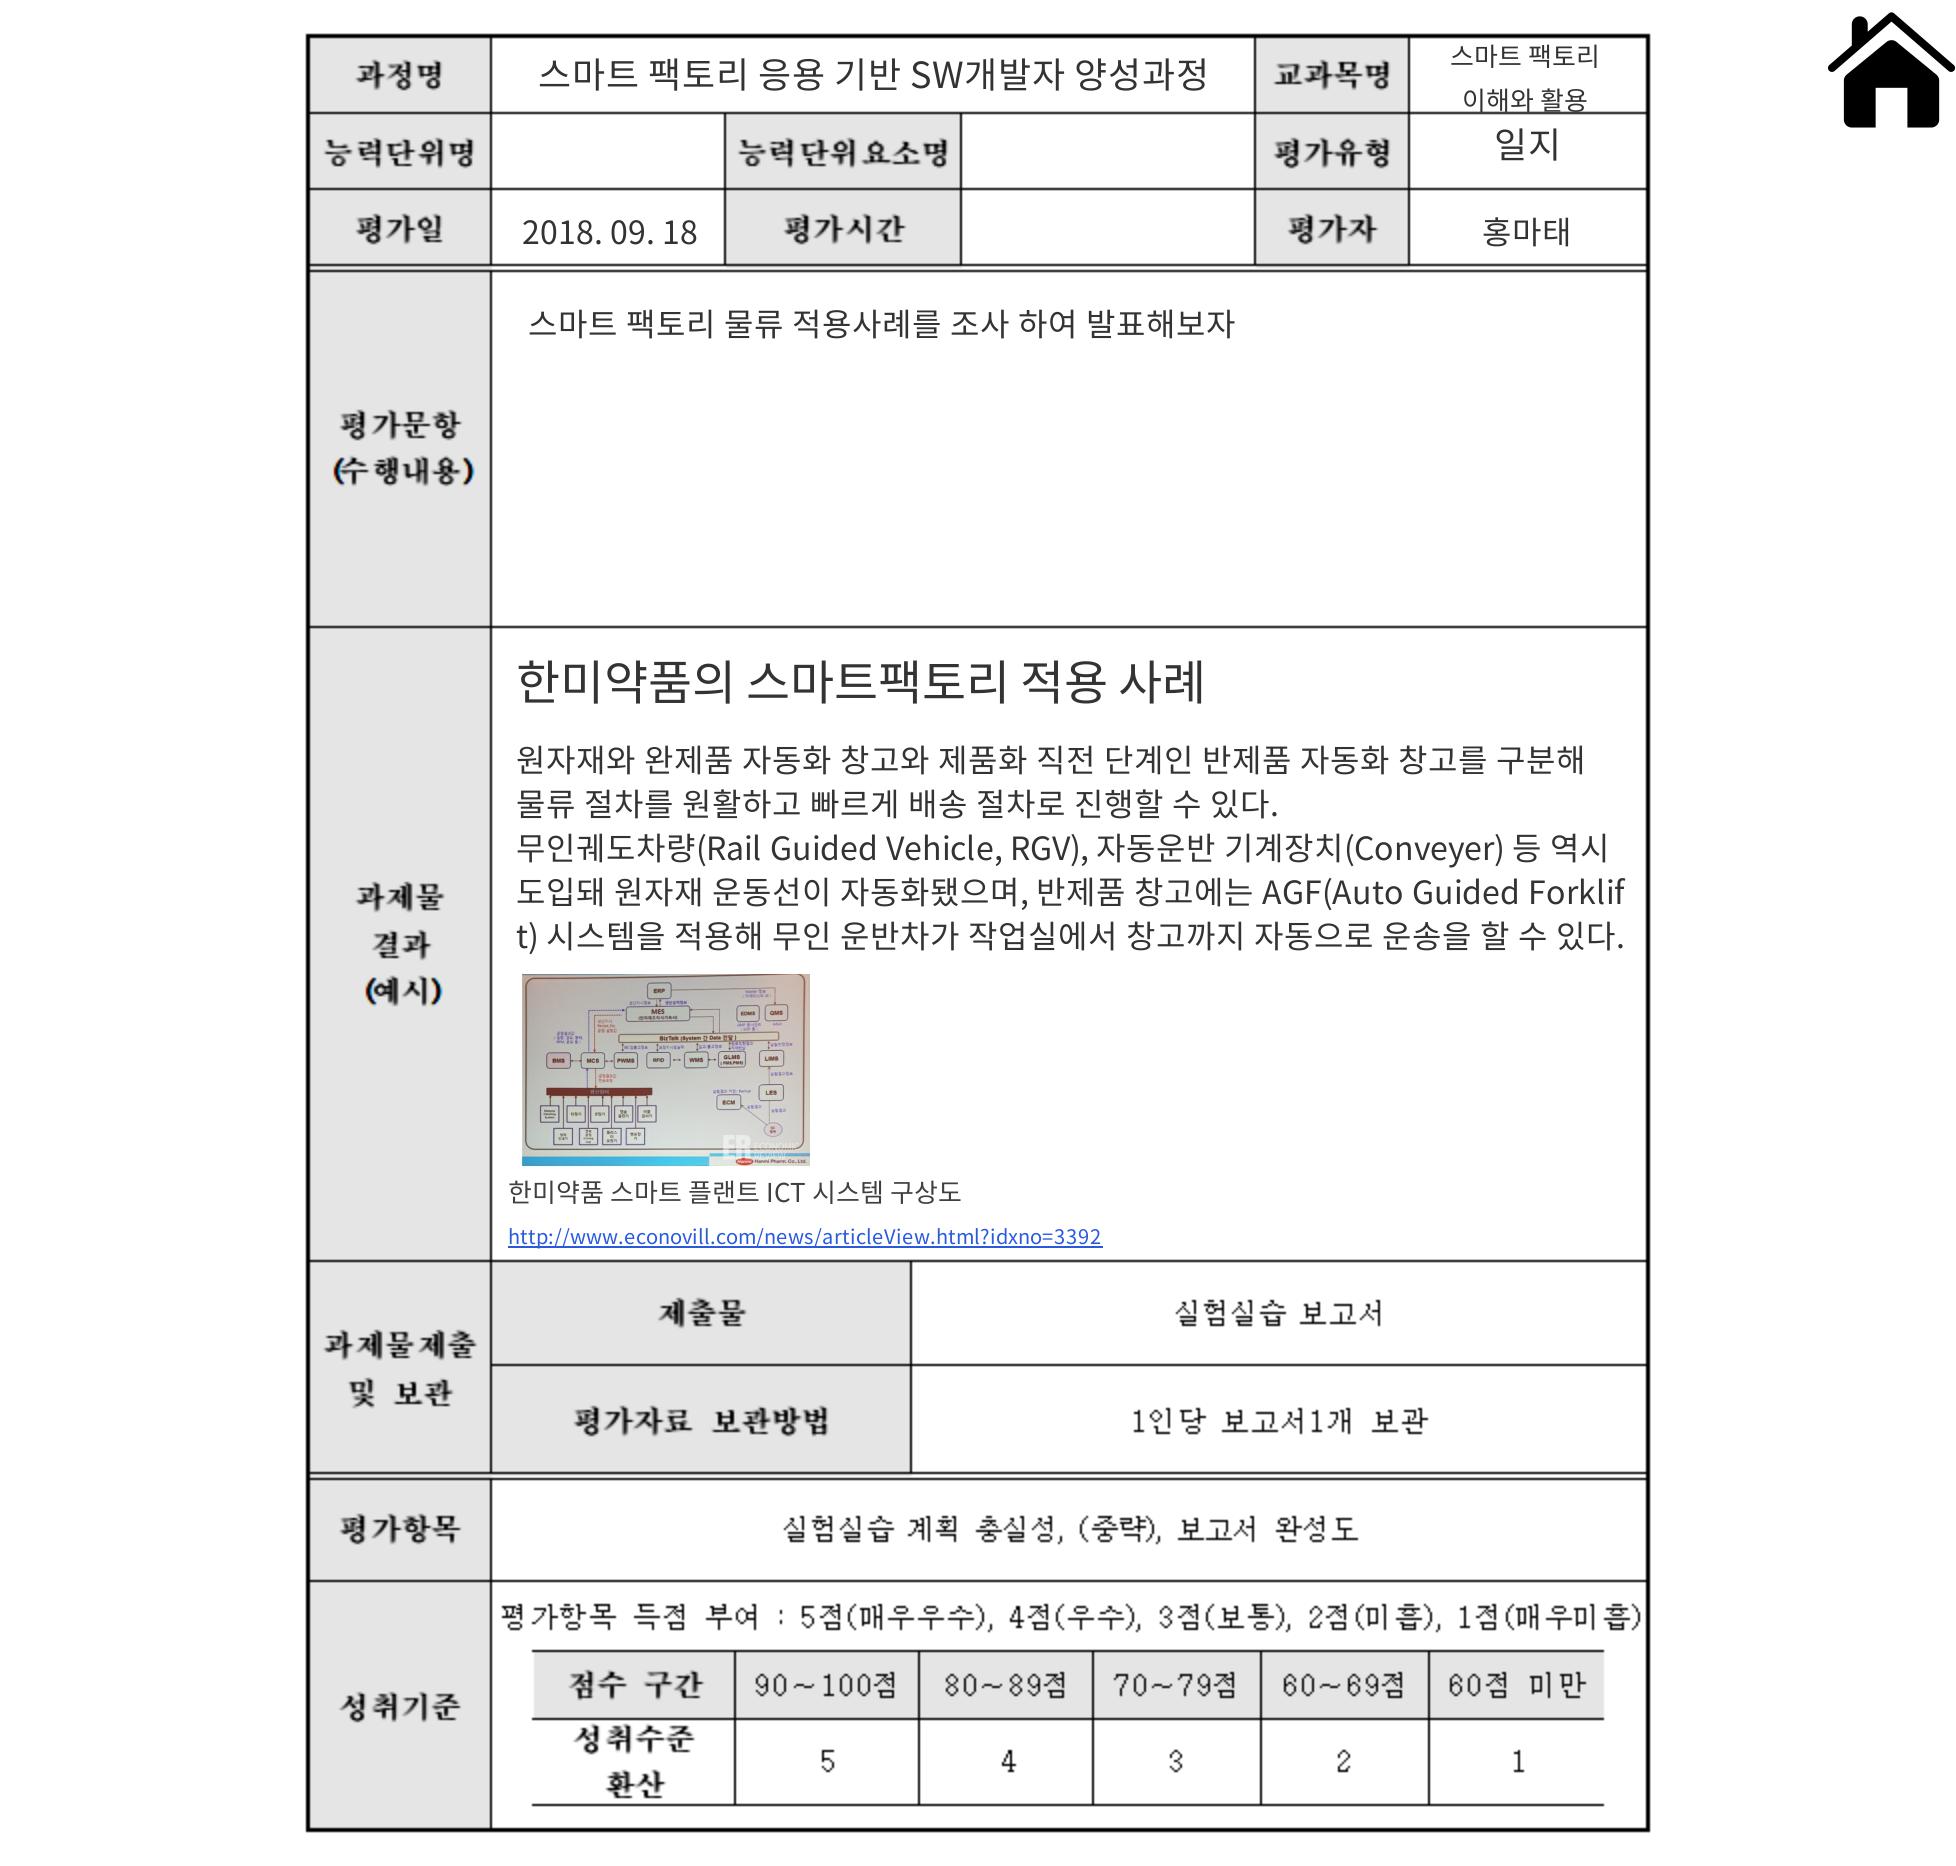 과정명 스마트 팩토리 응용 기반 SW개발자 양성과정 교과목명 스마트 팩토리
이해와 활용
능력단위명 능력단위요소명 평가유형 일지
평가일 2018. 09. 18 평가시간 평가자 홍마태
평가문항
(수행내용)
스마트 팩토리 물류 적용사례를 조사 하여 발표해보자
과제물
결과
(예시)
한미약품의 스마트팩토리 적용 사례
원자재와 완제품 자동화 창고와 제품화 직전 단계인 반제품 자동화 창고를 구분해
물류 절차를 원활하고 빠르게 배송 절차로 진행할 수 있다.
무인궤도차량(Rail Guided Vehicle, RGV), 자동운반 기계장치(Conveyer) 등 역시
도입돼 원자재 운동선이 자동화됐으며, 반제품 창고에는 AGF(Auto Guided Forklif
t) 시스템을 적용해 무인 운반차가 작업실에서 창고까지 자동으로 운송을 할 수 있다.
ERP
MES
EDMS QMS
BizTalk (System 간 Data 전달)
BMS MCS PWMS RFID WMS GLMS LIMS
LES
ECM
Hanmi Pharm. Co., Ltd.
한미약품 스마트 플랜트 ICT 시스템 구상도
http://www.econovill.com/news/articleView.html?idxno=3392
과제물제출
및 보관
제출물 실험실습 보고서
평가자료 보관방법 1인당 보고서1개 보관
평가항목 실험실습 계획 충실성, (중략), 보고서 완성도
성취기준
평가항목 득점 부여 : 5점(매우우수), 4점(우수), 3점(보통), 2점(미흡), 1점(매우미흡)
점수 구간 90~100점 80~89점 70~79점 60~69점 60점 미만
성취수준
환산
5 4 3 2 1